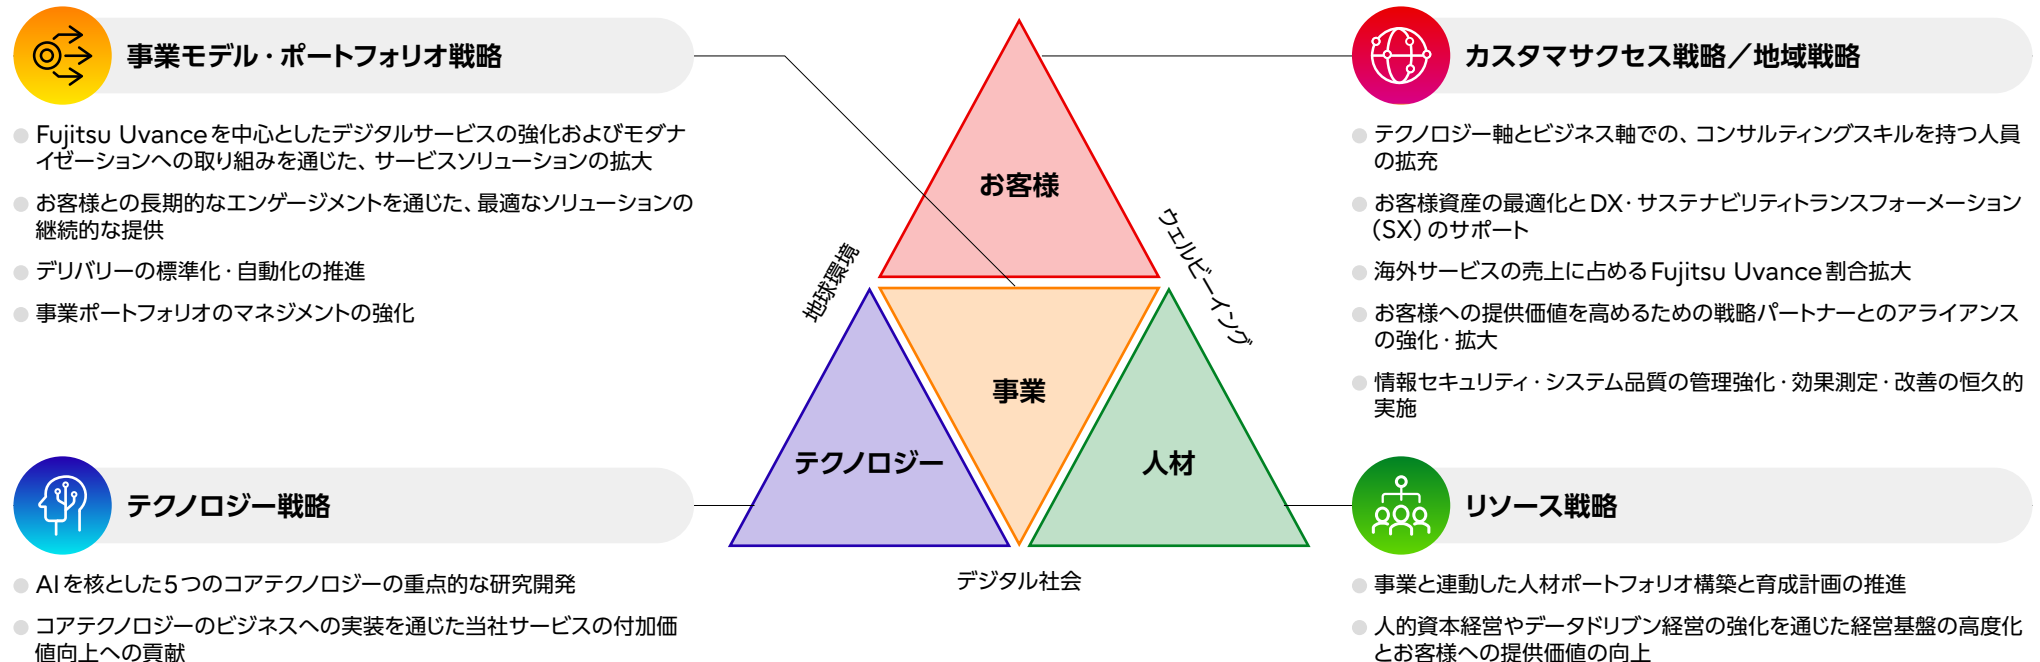 事業モデル・ポートフォリオ戦略
Fujitsu Uvanceを中心としたデジタルサービスの強化およびモダナ
イゼーションへの取り組みを通じた、サービスソリューションの拡大
お客様との長期的なエンゲージメントを通じた、最適なソリューションの
継続的な提供
デリバリーの標準化・自動化の推進
事業ポートフォリオのマネジメントの強化
テクノロジー戦略
AIを核とした5つのコアテクノロジーの重点的な研究開発
コアテクノロジーのビジネスへの実装を通じた当社サービスの付加価
値向上への貢献
お客様
地球環境
ウェルビーイング
事業
テクノロジー
人材
デジタル社会
カスタマサクセス戦略／地域戦略
テクノロジー軸とビジネス軸での、コンサルティングスキルを持つ人員
の拡充
お客様資産の最適化とDX・サステナビリティトランスフォーメーション
（SX）のサポート
海外サービスの売上に占めるFujitsu Uvance割合拡大
お客様への提供価値を高めるための戦略パートナーとのアライアンス
の強化・拡大
情報セキュリティ・システム品質の管理強化・効果測定・改善の恒久的
実施
リソース戦略
事業と連動した人材ポートフォリオ構築と育成計画の推進
人的資本経営やデータドリブン経営の強化を通じた経営基盤の高度化
とお客様への提供価値の向上